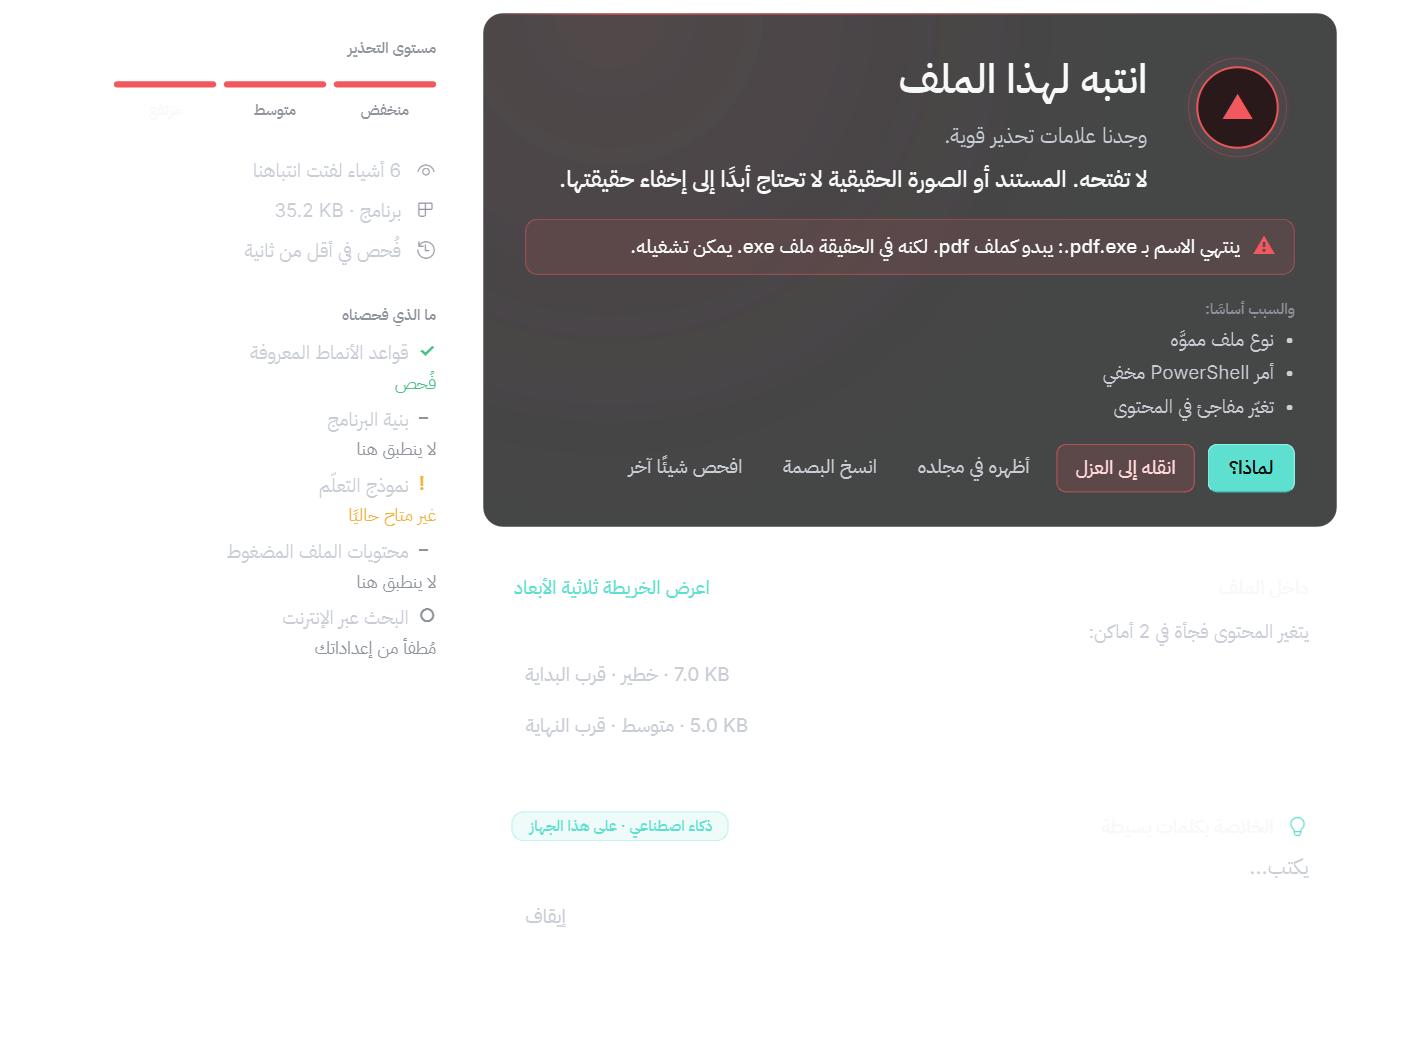 انتبه لهذا الملف
وجدنا علامات تحذير قوية.
لا تفتحه. المستند أو الصورة الحقيقية لا تحتاج أبدًا إلى إخفاء حقيقتها.
ينتهي الاسم بـ pdf.exe.: يبدو كملف pdf. لكنه في الحقيقة ملف exe. يمكن تشغيله.
والسبب أساسًا:
• نوع ملف مموَّه
• أمر PowerShell مخفي
• تغيّر مفاجئ في المحتوى
لماذا؟
انقله إلى العزل
أظهره في مجلده
انسخ البصمة
افحص شيئًا آخر
داخل الملف
اعرض الخريطة ثلاثية الأبعاد
يتغير المحتوى فجأة في 2 أماكن:
7.0 KB · خطير · قرب البداية
5.0 KB · متوسط · قرب النهاية
الخلاصة بكلمات بسيطة
ذكاء اصطناعي · على هذا الجهاز
يكتب...
إيقاف
مستوى التحذير
منخفض
متوسط
مرتفع
6 أشياء لفتت انتباهنا
برنامج · 35.2 KB
فُحص في أقل من ثانية
ما الذي فحصناه
قواعد الأنماط المعروفة
فُحص
بنية البرنامج
لا ينطبق هنا
نموذج التعلّم
غير متاح حاليًا
محتويات الملف المضغوط
لا ينطبق هنا
البحث عبر الإنترنت
مُطفأ من إعداداتك